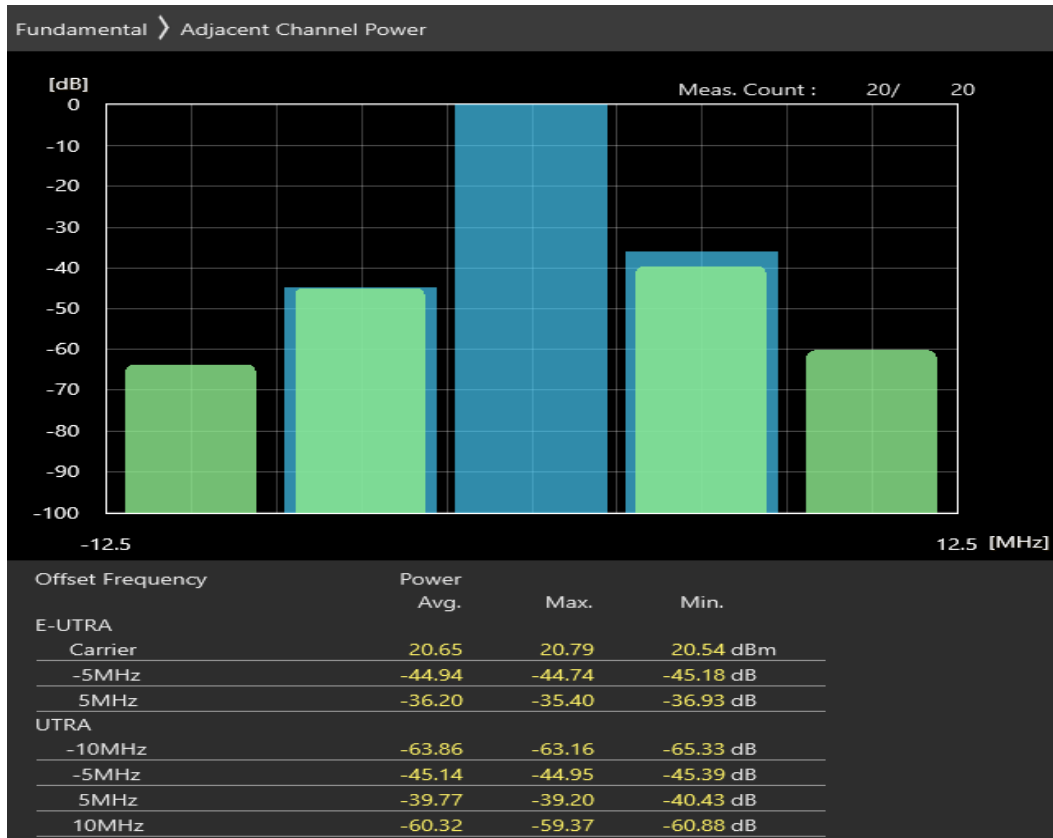 Fundamental 〉 Adjacent Channel Power
[dB]
Meas. Count : 20/ 20
0
-10
-20
-30
-40
-50
-60
-70
-80
-90
-100
-12.5 12.5 [MHz]
Offset Frequency Power
Avg. Max. Min.
E-UTRA
Carrier 20.65 20.79 20.54 dBm
-5MHz -44.94 -44.74 -45.18 dB
5MHz -36.20 -35.40 -36.93 dB
UTRA
-10MHz -63.86 -63.16 -65.33 dB
-5MHz -45.14 -44.95 -45.39 dB
5MHz -39.77 -39.20 -40.43 dB
10MHz -60.32 -59.37 -60.88 dB